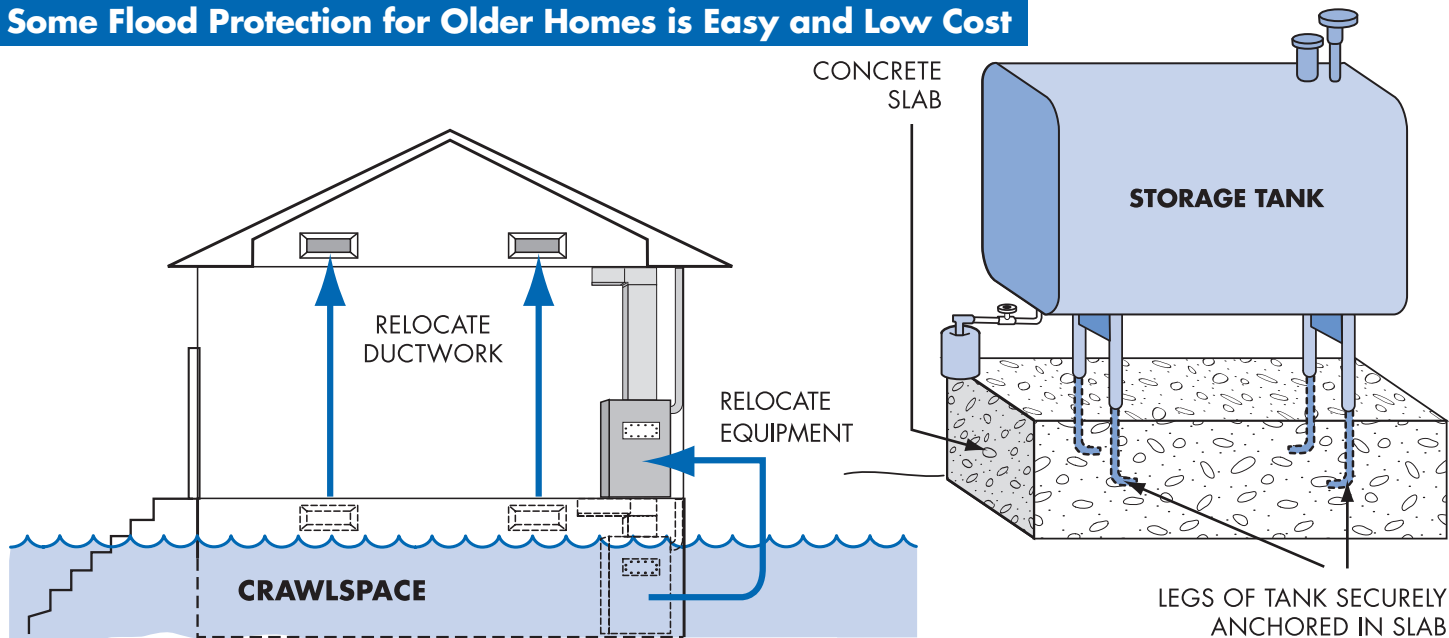 Some Flood Protection for Older Homes is Easy and Low Cost
CONCRETE
SLAB
STORAGE TANK
RELOCATE
DUCTWORK
RELOCATE
EQUIPMENT
CRAWLSPACE
LEGS OF TANK SECURELY
ANCHORED IN SLAB